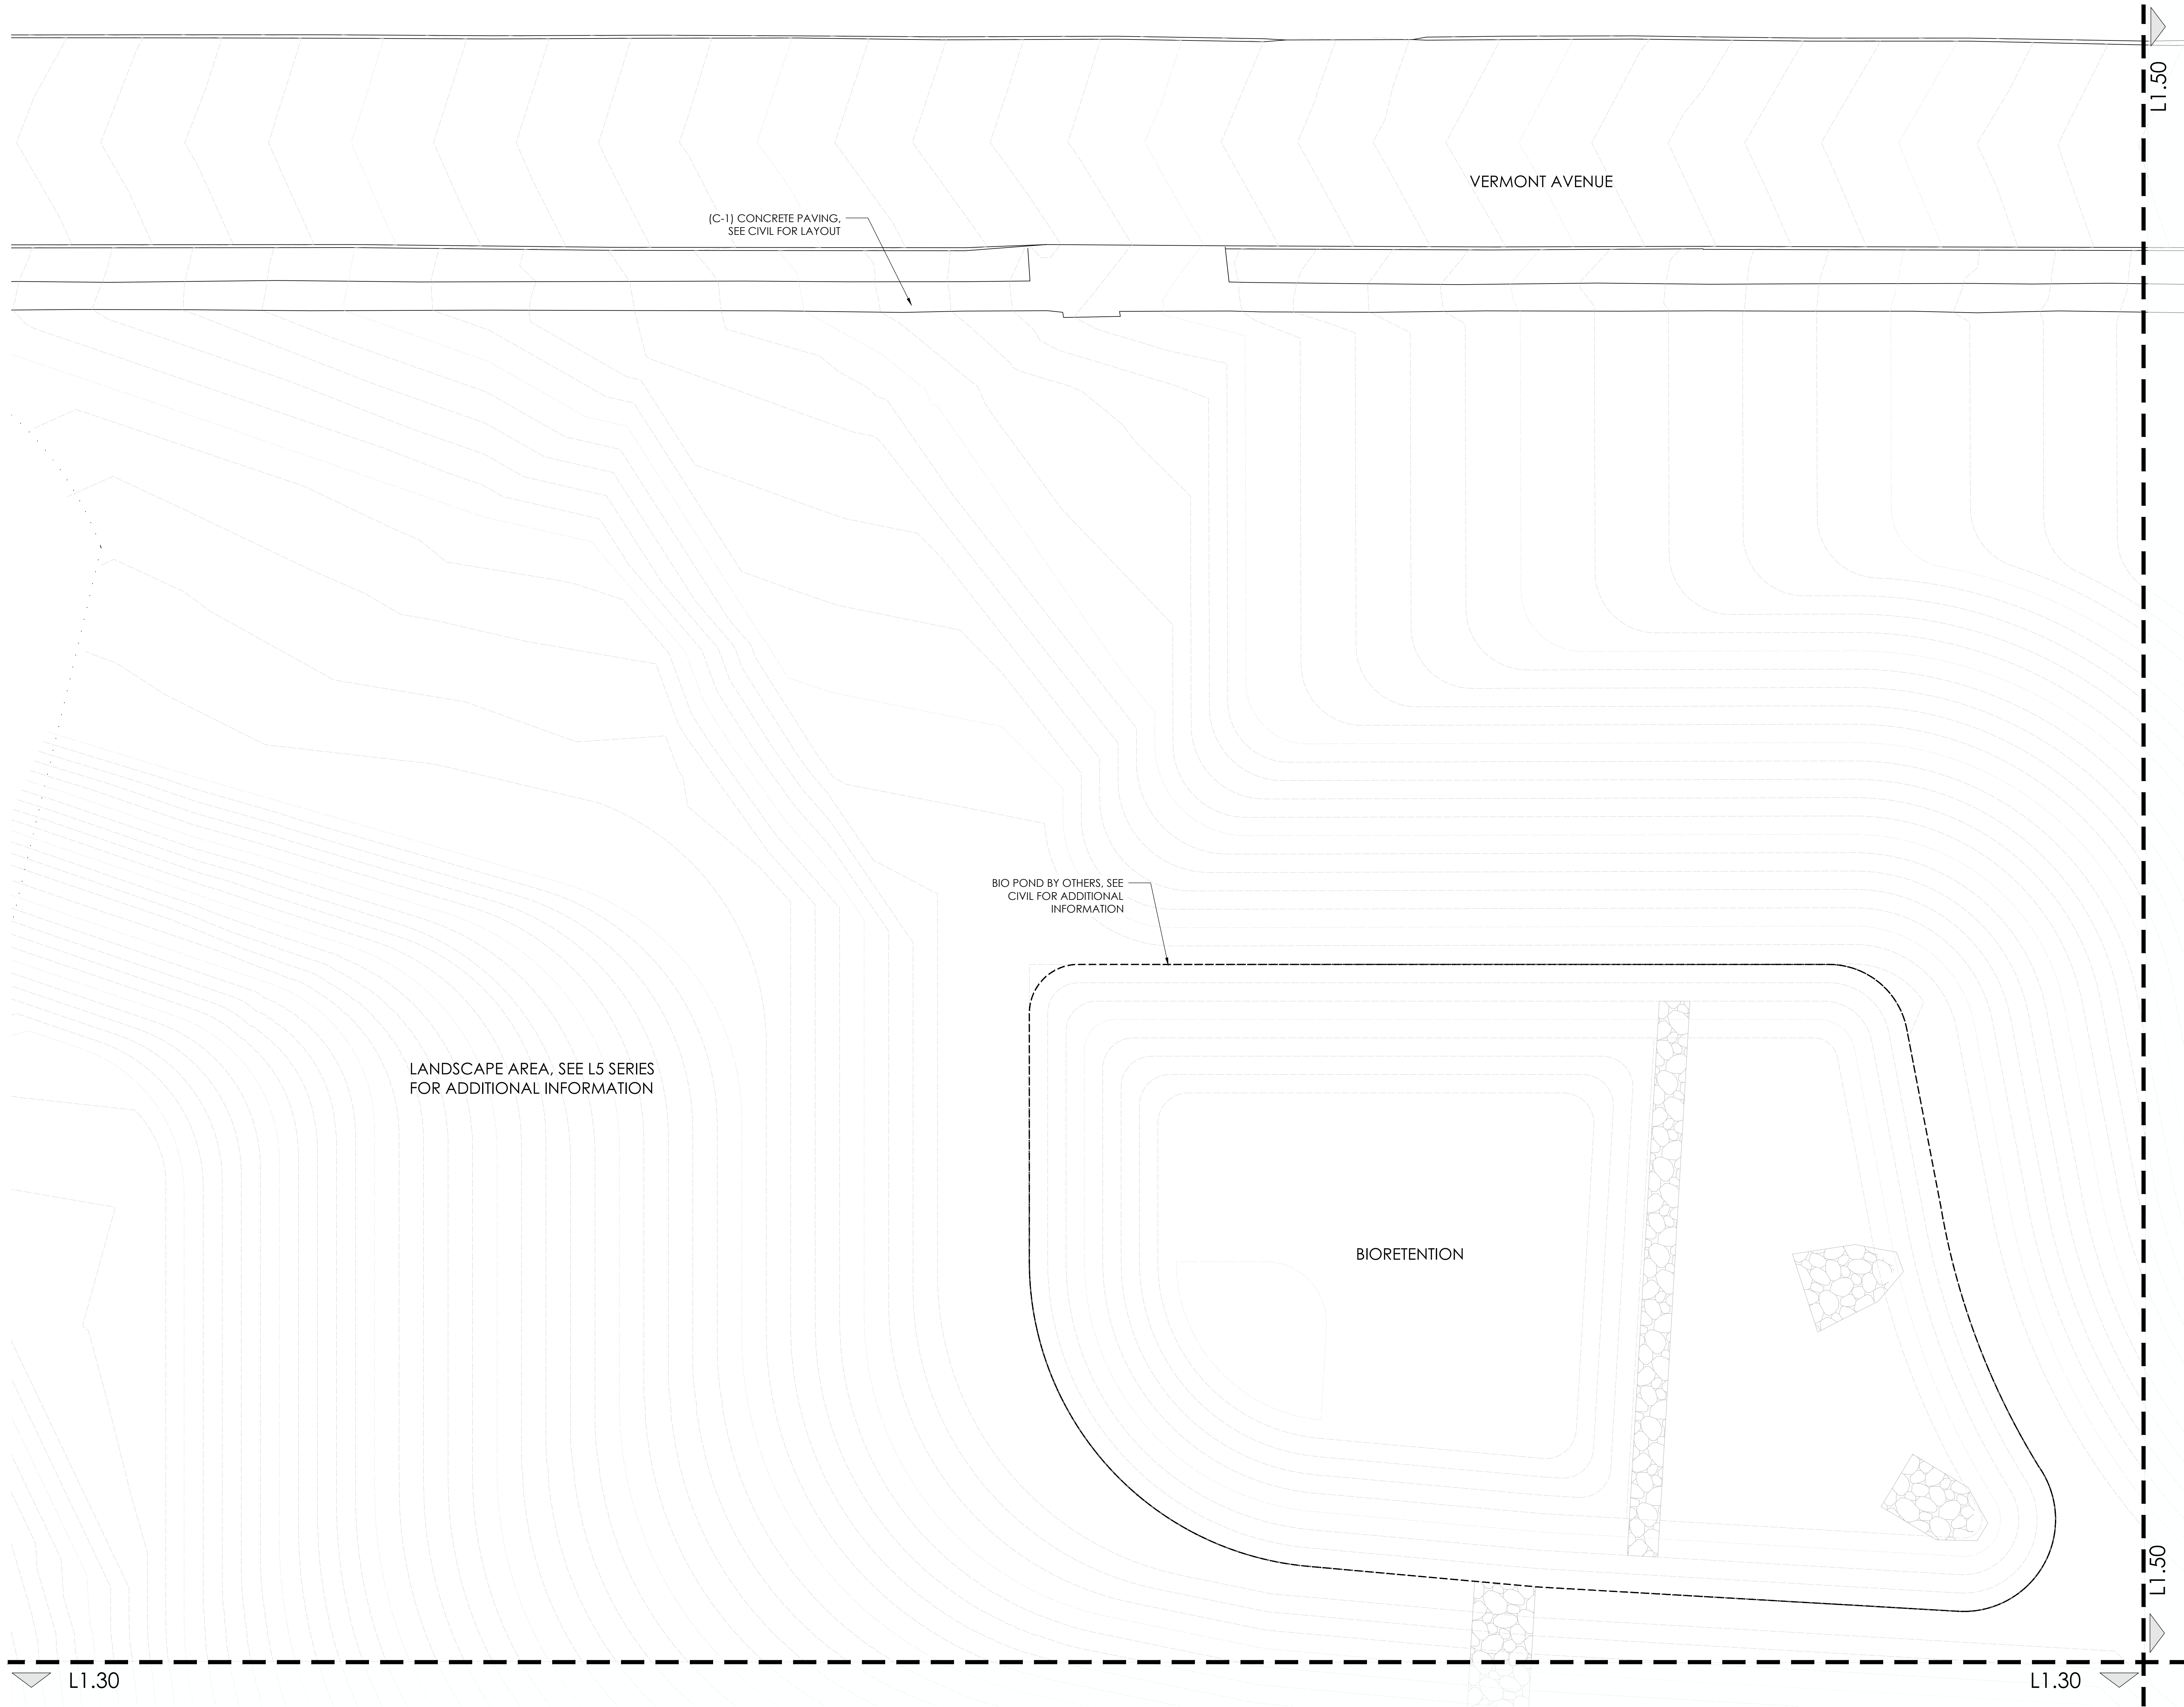 L1.50
VERMONT AVENUE
(C-1) CONCRETE PAVING,
SEE CIVIL FOR LAYOUT
BIO POND BY OTHERS, SEE
CIVIL FOR ADDITIONAL
INFORMATION
LANDSCAPE AREA, SEE L5 SERIES
FOR ADDITIONAL INFORMATION
BIORETENTION
L1.50
L1.30
L1.30